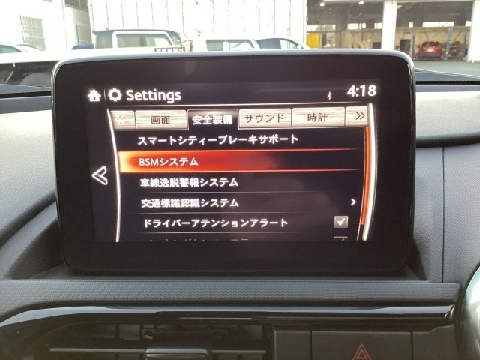 Settings 4:18
画面 安全装備 サウンド 時計
スマートシティーブレーキサポート
BSMシステム
車線逸脱警報システム
交通標識認識システム
ドライバーアテンションアラート